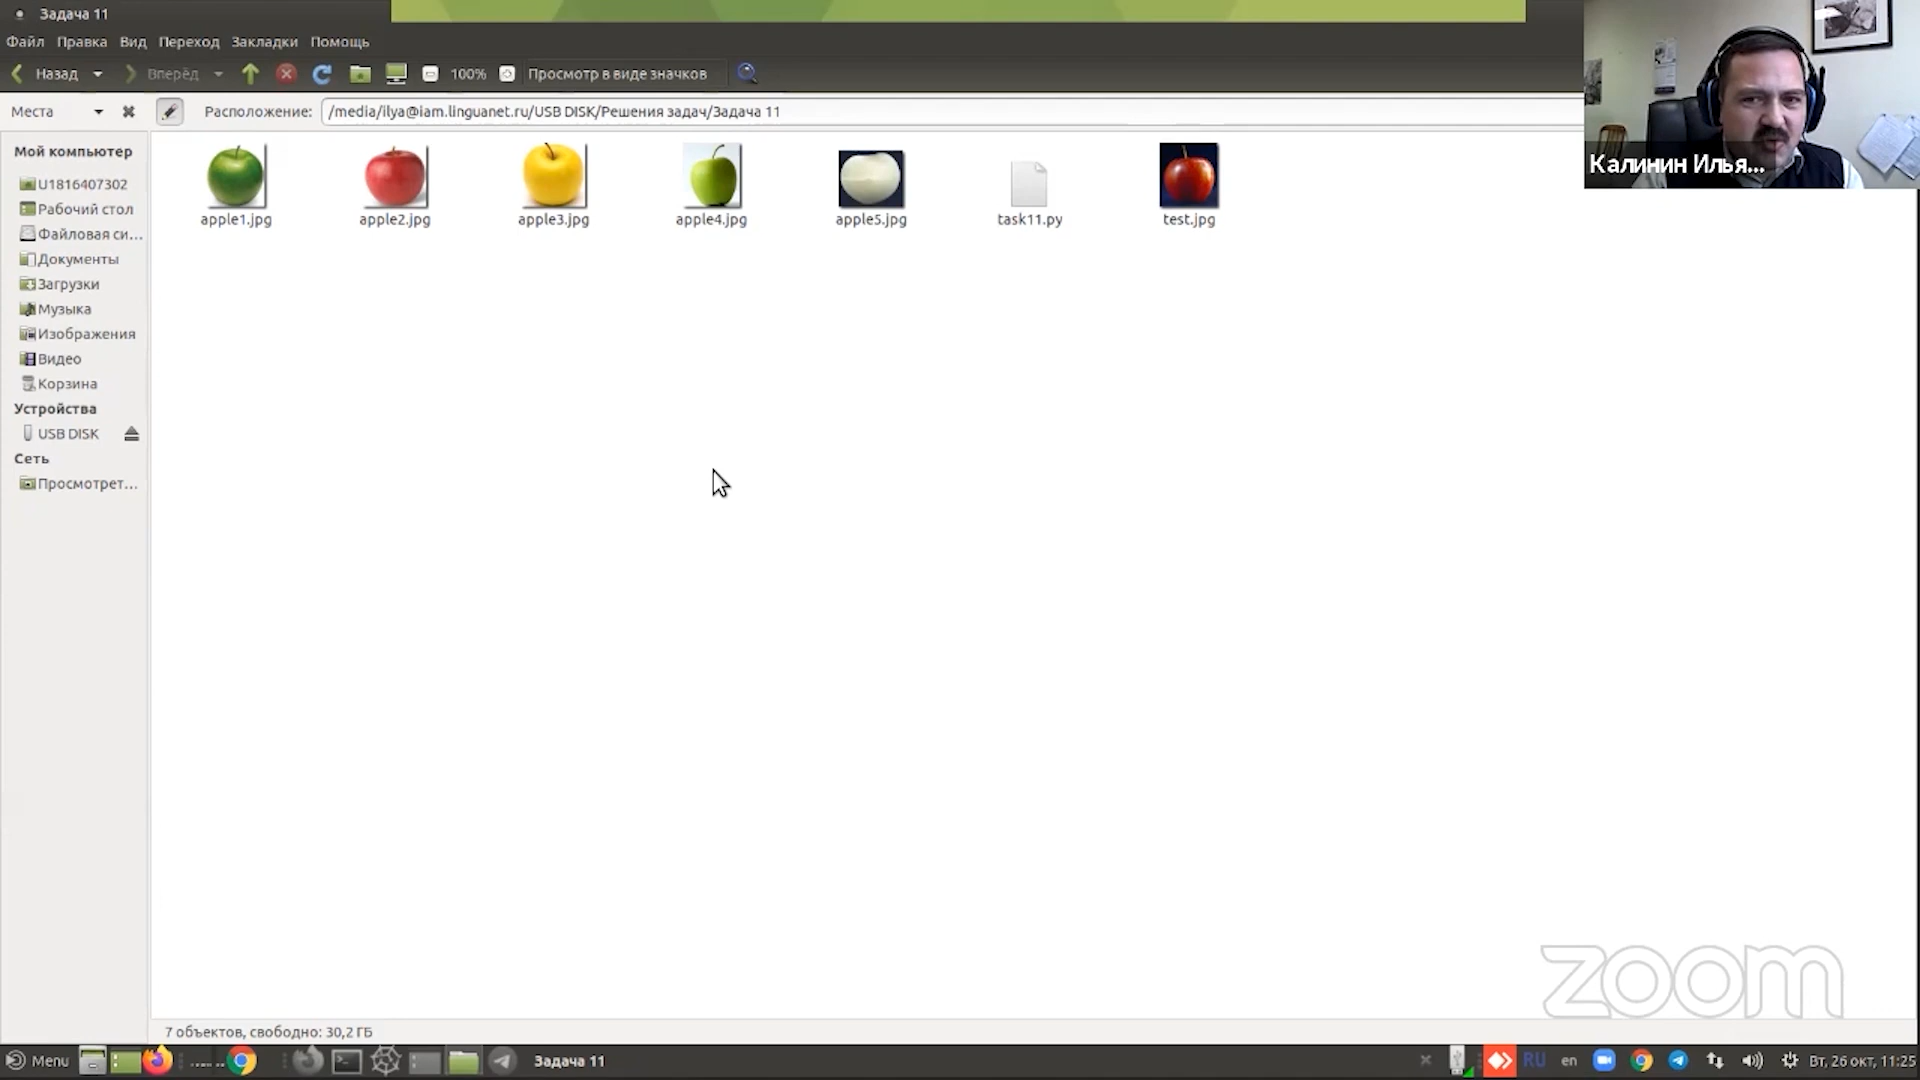 Задача 11
Файл Правка Вид Переход Закладки Помощь
Назад Вперёд 100% Просмотр в виде значков
Места Расположение: /media/ilya@iam.linguanet.ru/USB DISK/Решения задач/Задача 11
Мой компьютер
U1816407302
Рабочий стол
Файловая си...
Документы
Загрузки
Музыка
Изображения
Видео
Корзина
Устройства
USB DISK
Сеть
Просмотрет...
apple1.jpg apple2.jpg apple3.jpg apple4.jpg apple5.jpg task11.py test.jpg
Калинин Илья...
zoom
7 объектов, свободно: 30,2 ГБ
Menu Задача 11 RU en Вт, 26 окт, 11:25